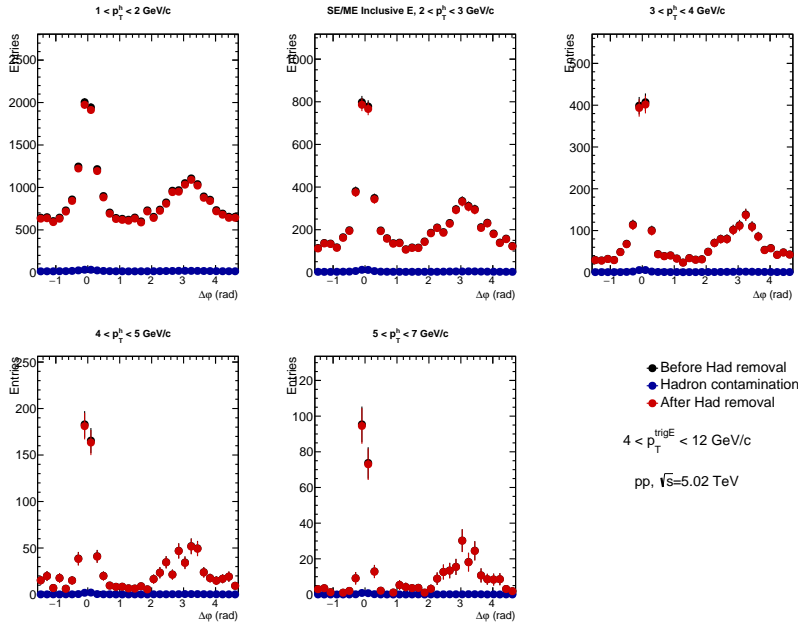 1 < p_T^h < 2 GeV/c
SE/ME Inclusive E, 2 < p_T^h < 3 GeV/c
3 < p_T^h < 4 GeV/c
Entries
2500
2000
1500
1000
500
0
−1 0 1 2 3 4
Δφ (rad)
Entries
1000
800
600
400
200
0
−1 0 1 2 3 4
Δφ (rad)
Entries
500
400
300
200
100
0
−1 0 1 2 3 4
Δφ (rad)
4 < p_T^h < 5 GeV/c
5 < p_T^h < 7 GeV/c
Entries
250
200
150
100
50
0
−1 0 1 2 3 4
Δφ (rad)
Entries
120
100
80
60
40
20
0
−1 0 1 2 3 4
Δφ (rad)
Before Had removal
Hadron contamination
After Had removal
4 < p_T^trigE < 12 GeV/c
pp, √s=5.02 TeV